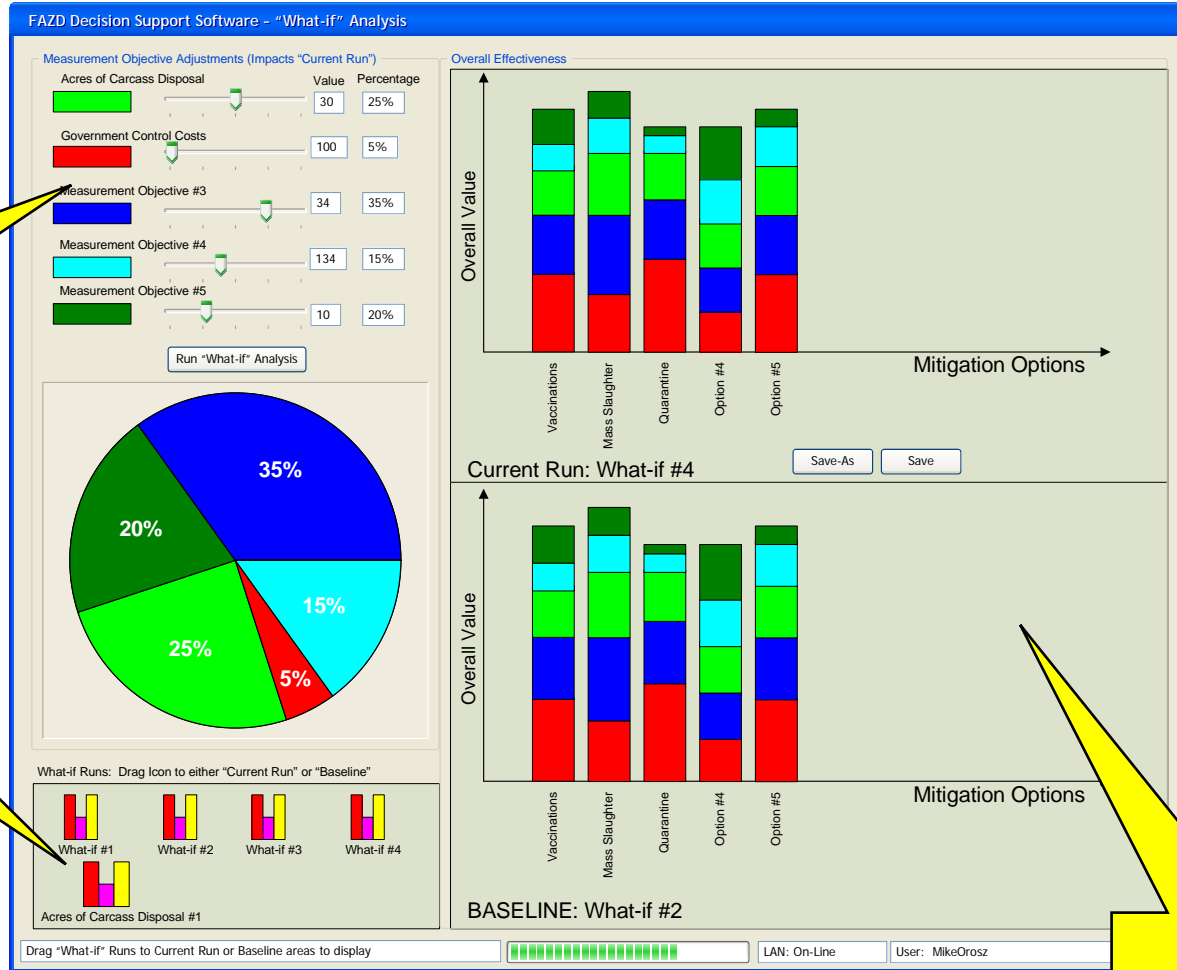 FAZD Decision Support Software - "What-if" Analysis
Measurement Objective Adjustments (Impacts "Current Run")
Acres of Carcass Disposal
Value Percentage
30 25%
Government Control Costs
100 5%
Measurement Objective #3
34 35%
Measurement Objective #4
134 15%
Measurement Objective #5
10 20%
Run "What-if" Analysis
35%
20%
15%
25%
5%
What-if Runs: Drag Icon to either "Current Run" or "Baseline"
What-if #1 What-if #2 What-if #3 What-if #4
Acres of Carcass Disposal #1
Overall Effectiveness
Overall Value
Mitigation Options
Vaccinations
Mass Slaughter
Quarantine
Option #4
Option #5
Current Run: What-if #4
Save-As Save
Overall Value
Mitigation Options
Vaccinations
Mass Slaughter
Quarantine
Option #4
Option #5
BASELINE: What-if #2
Drag "What-if" Runs to Current Run or Baseline areas to display
LAN: On-Line
User: MikeOrosz